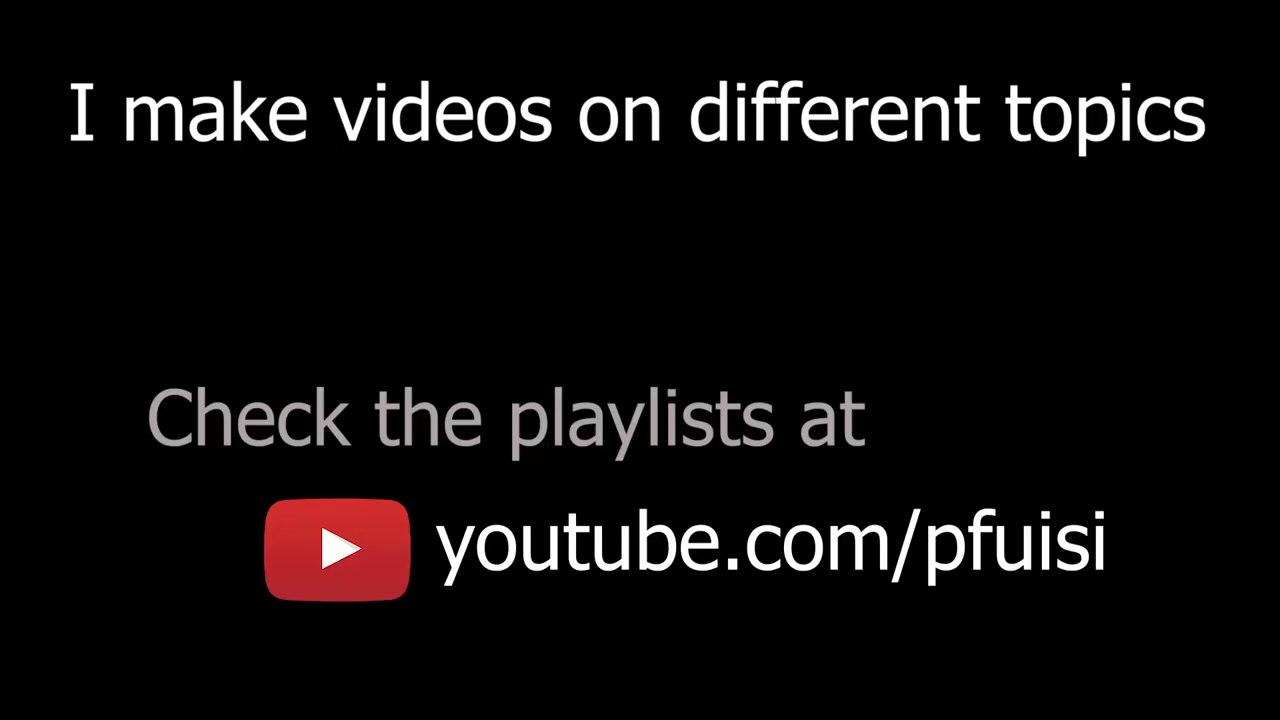 I make videos on different topics
Check the playlists at
youtube.com/pfuisi